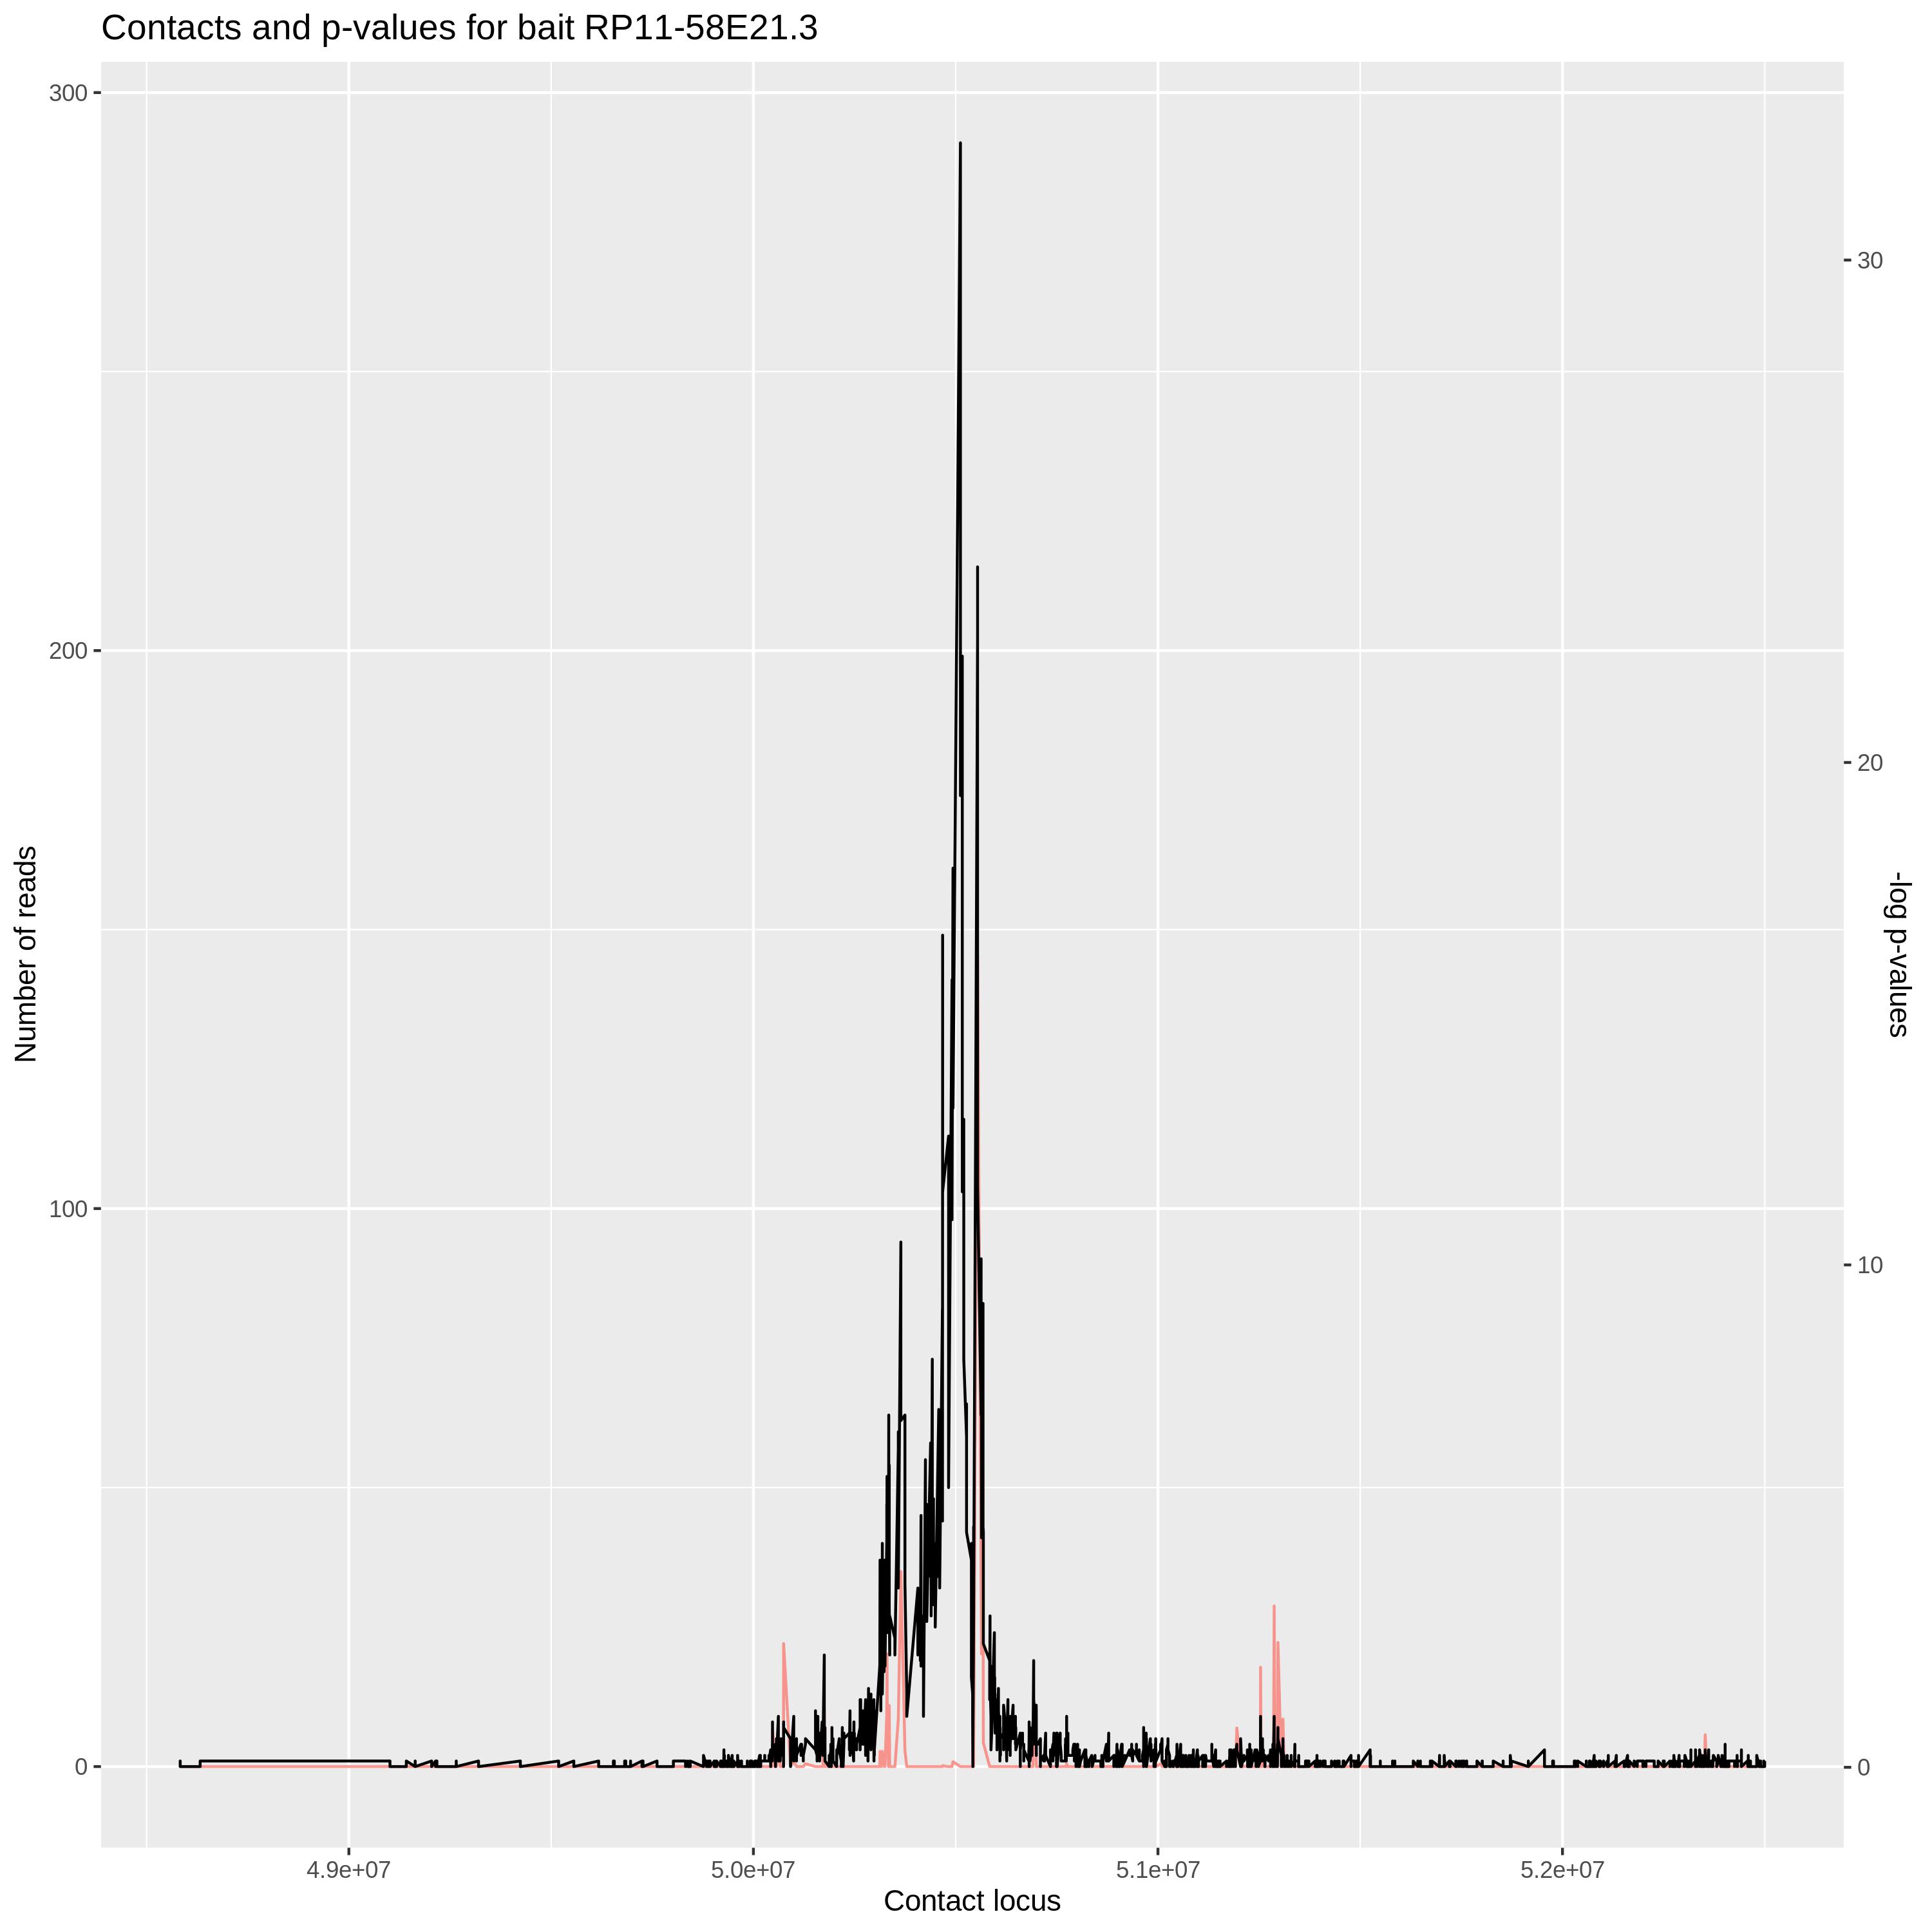 Contacts and p-values for bait RP11-58E21.3
300
200
100
0
Number of reads
30
20
10
0
-log p-values
4.9e+07
5.0e+07
5.1e+07
5.2e+07
Contact locus